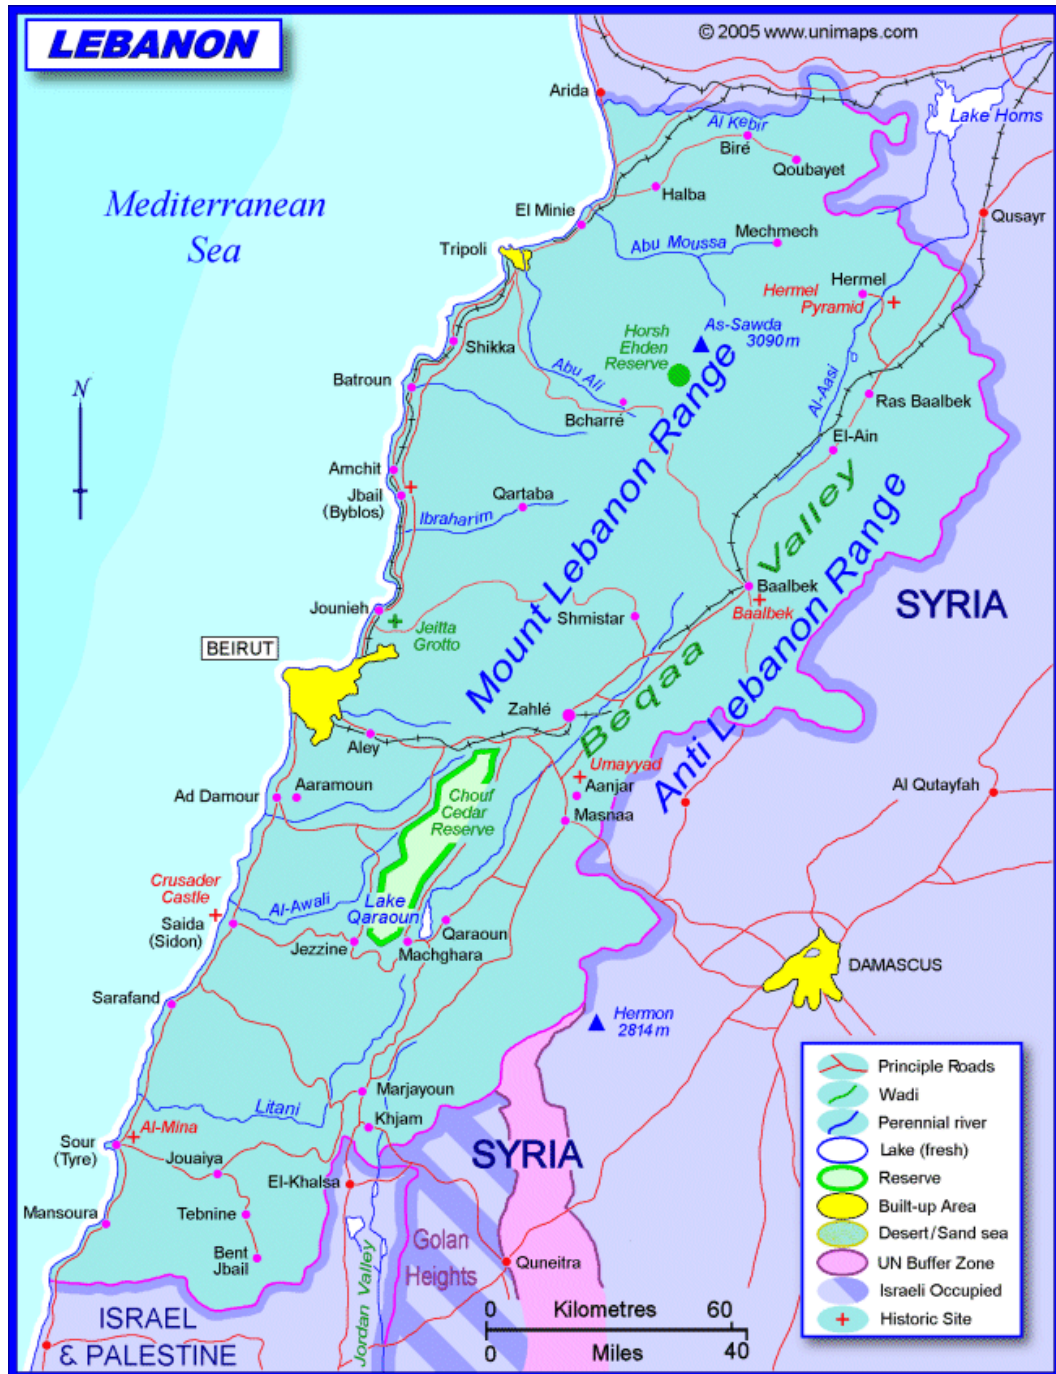 LEBANON
© 2005 www.unimaps.com
Arida
Lake Homs
Al Kebir
Biré
Qoubayet
Halba
Mediterranean
Sea
El Minie
Qusayr
Abu Moussa
Mechmech
Tripoli
Hermel
Hermel
Pyramid
Horsh
Ehden
Reserve
As-Sawda
3090 m
Shikka
Abu Ali
Batroun
N
Al-Aasi
Ras Baalbek
Bcharré
El-Ain
Amchit
Jbail
(Byblos)
Qartaba
Ibraharim
Mount Lebanon Range
Beqaa Valley
Anti Lebanon Range
Baalbek
Baalbek
SYRIA
Jounieh
Jeitta
Grotto
Shmistar
BEIRUT
Zahlé
Aley
Umayyad
Aanjar
Masnaa
Al Qutayfah
Ad Damour
Aaramoun
Chouf
Cedar
Reserve
Crusader
Castle
Al-Awali
Lake
Qaraoun
Saida
(Sidon)
Jezzine
Qaraoun
Machghara
DAMASCUS
Sarafand
Hermon
2814 m
Marjayoun
Litani
Khjam
Al-Mina
Sour
(Tyre)
Jouaiya
El-Khalsa
SYRIA
Mansoura
Tebnine
Bent
Jbail
Golan
Heights
Quneitra
Jordan Valley
ISRAEL
& PALESTINE
0 Kilometres 60
0 Miles 40
Principle Roads
Wadi
Perennial river
Lake (fresh)
Reserve
Built-up Area
Desert/Sand sea
UN Buffer Zone
Israeli Occupied
Historic Site